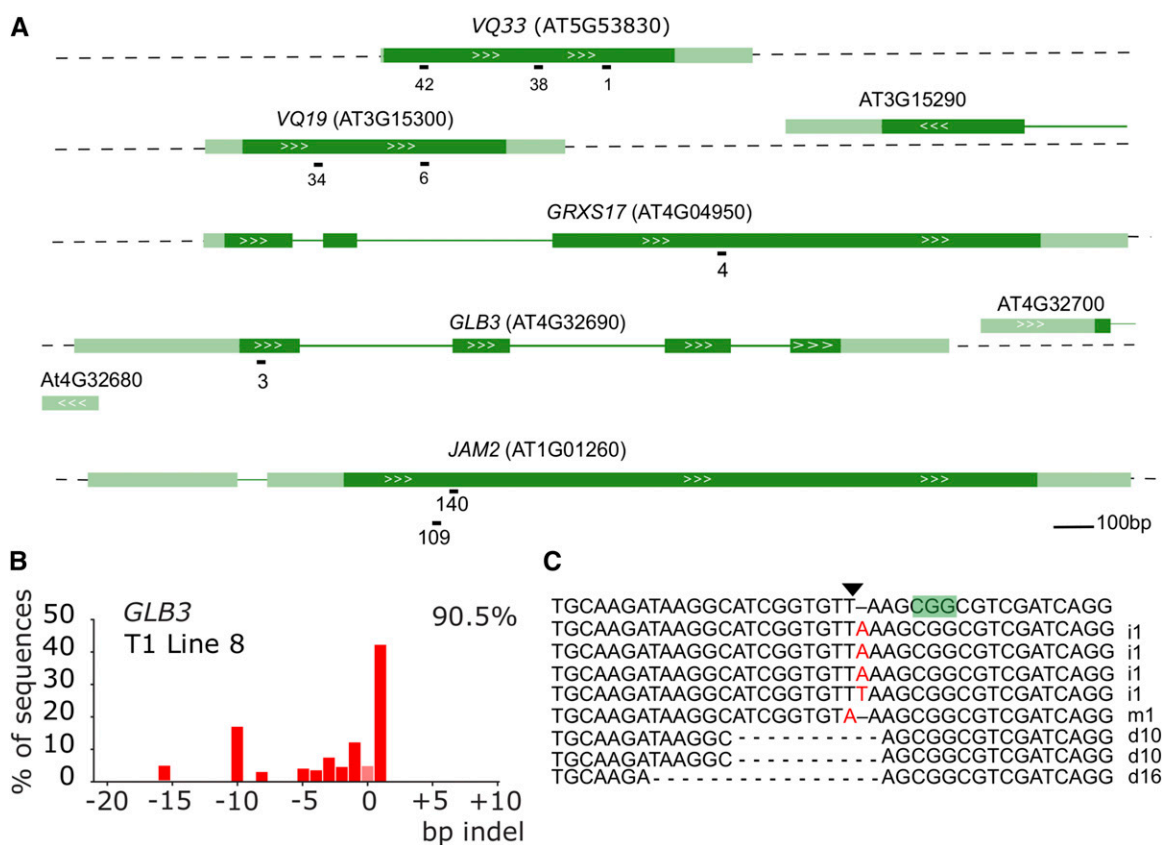 A
VQ33 (AT5G53830)
>>> >>>
42 38 1
AT3G15290
<<<
VQ19 (AT3G15300)
>>> >>>
34 6
GRXS17 (AT4G04950)
>>> >>> >>>
4
AT4G32700
>>>
GLB3 (AT4G32690)
>>> >>> >>> >>>
3
At4G32680
<<<
JAM2 (AT1G01260)
>>> >>> >>>
140
109
100bp
B
% of sequences
50
40
30
20
10
0
GLB3
T1 Line 8
90.5%
-20 -15 -10 -5 0 +5 +10
bp indel
C
TGCAAGATAAGGCATCGGTGTT–AAGCGGCGTCGATCAGG
TGCAAGATAAGGCATCGGTGTTAAAGCGGCGTCGATCAGG i1
TGCAAGATAAGGCATCGGTGTTAAAGCGGCGTCGATCAGG i1
TGCAAGATAAGGCATCGGTGTTAAAGCGGCGTCGATCAGG i1
TGCAAGATAAGGCATCGGTGTTTAAGCGGCGTCGATCAGG i1
TGCAAGATAAGGCATCGGTGTA–AAGCGGCGTCGATCAGG m1
TGCAAGATAAGGC - - - - - - - - - - - AGCGGCGTCGATCAGG d10
TGCAAGATAAGGC - - - - - - - - - - - AGCGGCGTCGATCAGG d10
TGCAAGA - - - - - - - - - - - - - - - - - AGCGGCGTCGATCAGG d16